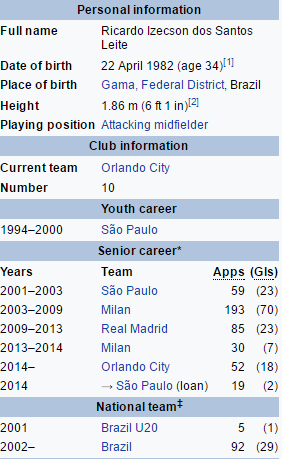 Personal information
Full name Ricardo Izecson dos Santos
Leite
Date of birth 22 April 1982 (age 34)[1]
Place of birth Gama, Federal District, Brazil
Height 1.86 m (6 ft 1 in)[2]
Playing position Attacking midfielder
Club information
Current team Orlando City
Number 10
Youth career
1994–2000 São Paulo
Senior career*
Years Team Apps (Gls)
2001–2003 São Paulo 59 (23)
2003–2009 Milan 193 (70)
2009–2013 Real Madrid 85 (23)
2013–2014 Milan 30 (7)
2014– Orlando City 52 (18)
2014 → São Paulo (loan) 19 (2)
National team‡
2001 Brazil U20 5 (1)
2002– Brazil 92 (29)